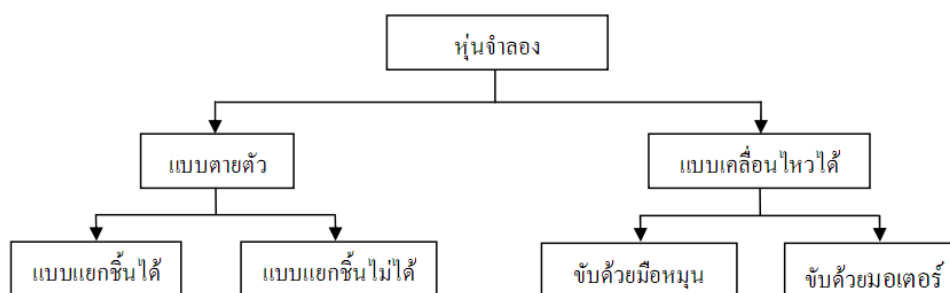 หุ่นจำลอง
แบบตายตัว
แบบเคลื่อนไหวได้
แบบแยกชิ้นได้
แบบแยกชิ้นไม่ได้
ขับด้วยมือหมุน
ขับด้วยมอเตอร์